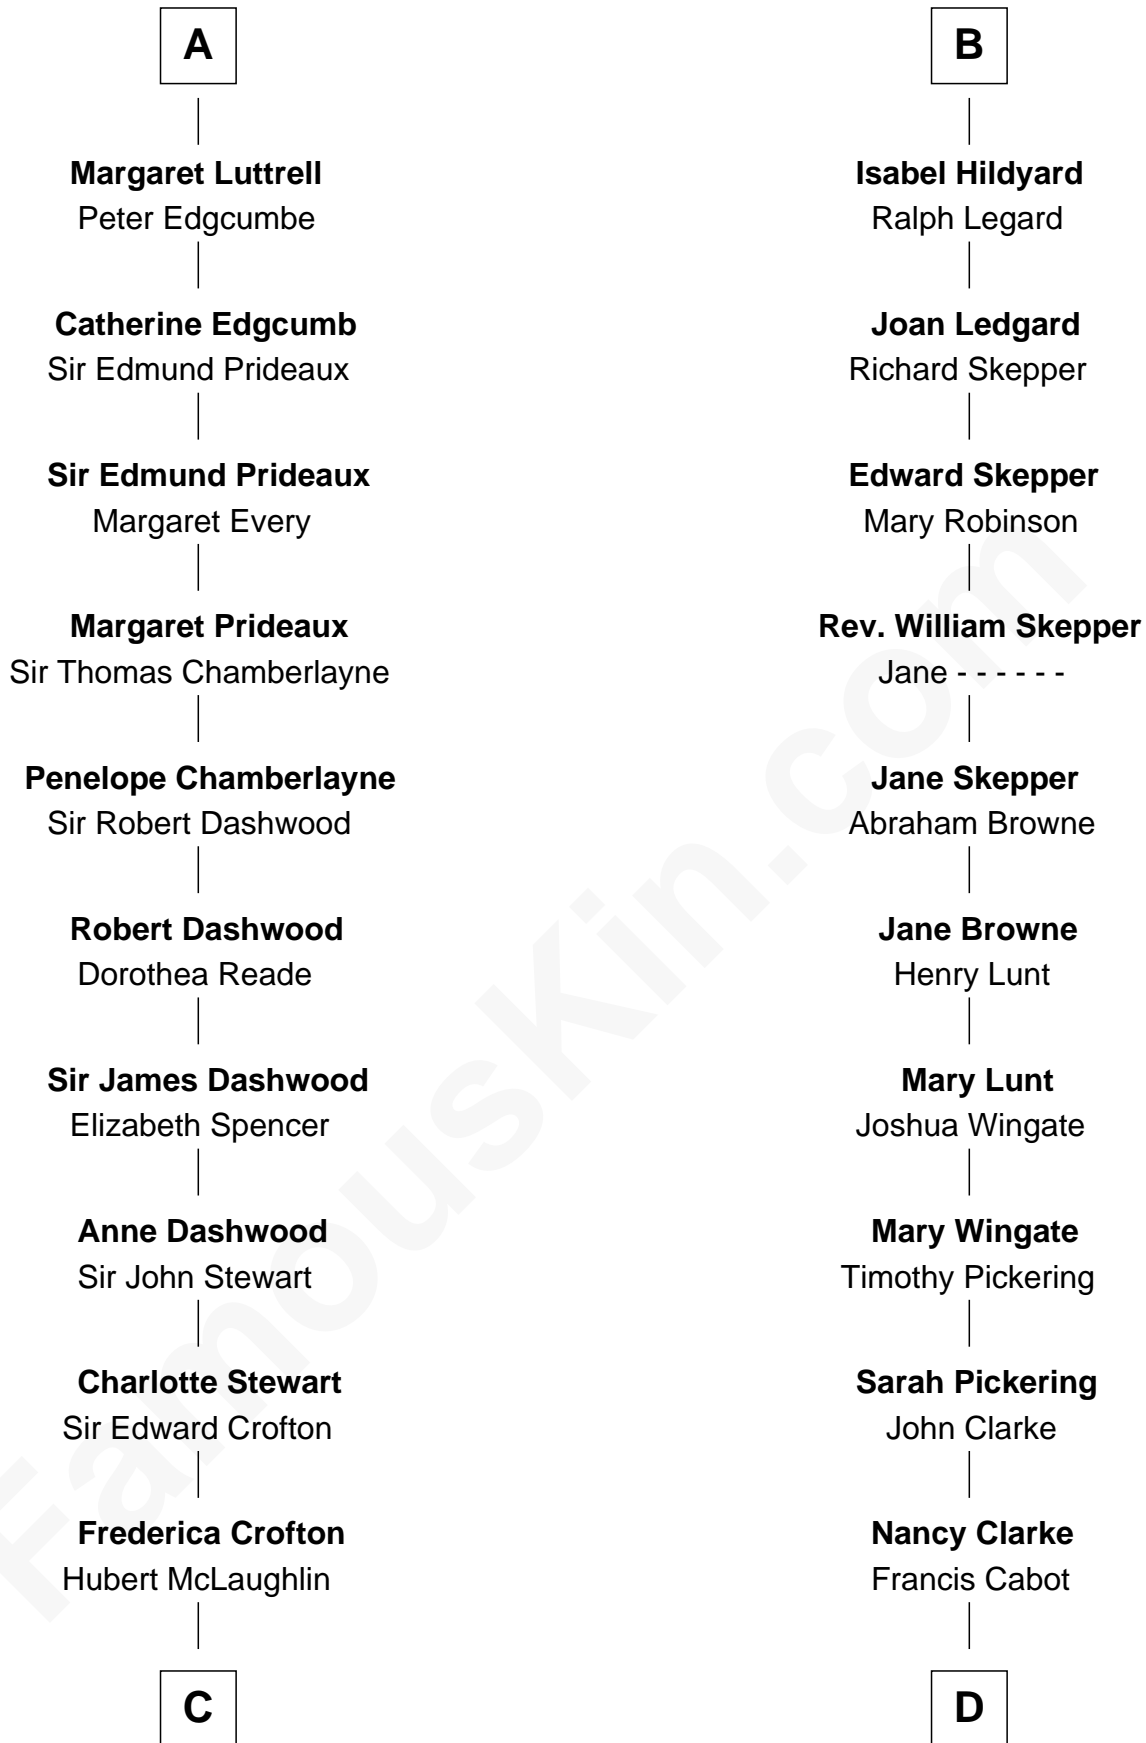 A
Margaret Luttrell
Peter Edgcumbe
Catherine Edgcumb
Sir Edmund Prideaux
Sir Edmund Prideaux
Margaret Every
Margaret Prideaux
Sir Thomas Chamberlayne
Penelope Chamberlayne
Sir Robert Dashwood
Robert Dashwood
Dorothea Reade
Sir James Dashwood
Elizabeth Spencer
Anne Dashwood
Sir John Stewart
Charlotte Stewart
Sir Edward Crofton
Frederica Crofton
Hubert McLaughlin
C
B
Isabel Hildyard
Ralph Legard
Joan Ledgard
Richard Skepper
Edward Skepper
Mary Robinson
Rev. William Skepper
Jane - - - - - -
Jane Skepper
Abraham Browne
Jane Browne
Henry Lunt
Mary Lunt
Joshua Wingate
Mary Wingate
Timothy Pickering
Sarah Pickering
John Clarke
Nancy Clarke
Francis Cabot
D
FamousKin.com